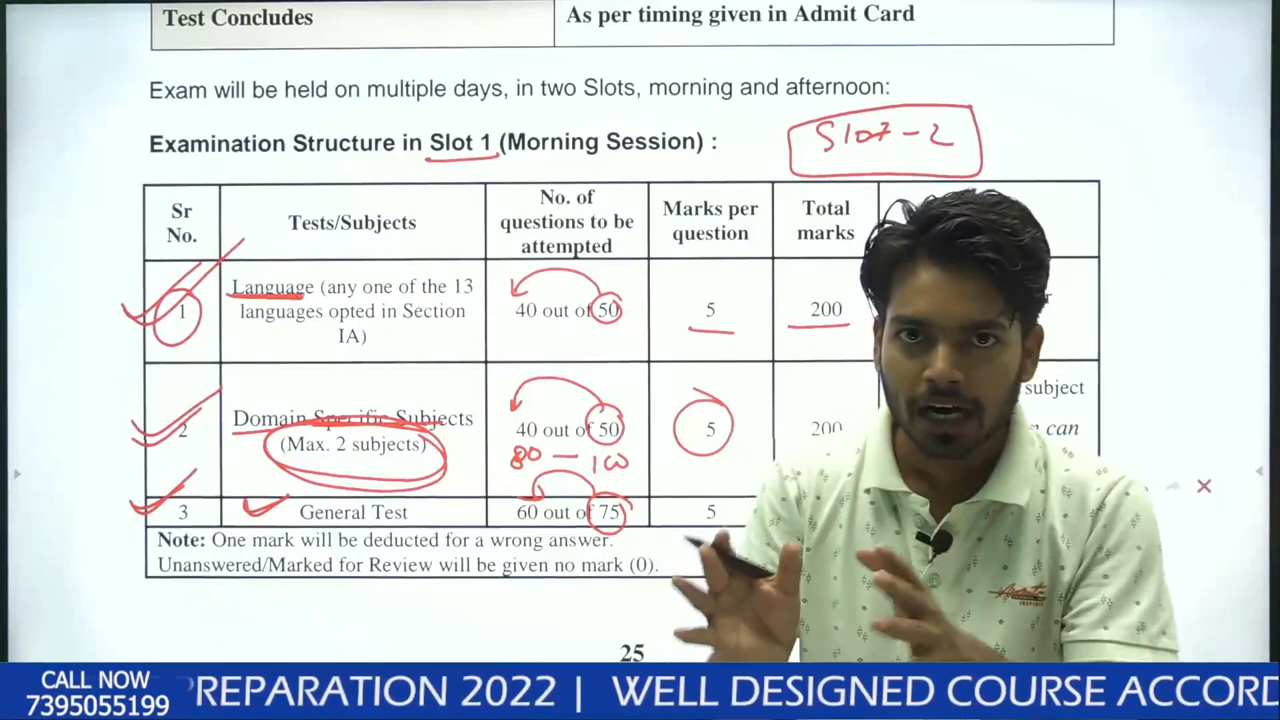 Test Concludes
As per timing given in Admit Card
Exam will be held on multiple days, in two Slots, morning and afternoon:
Examination Structure in Slot 1 (Morning Session) :
Slot - 2
Sr No.
Tests/Subjects
No. of questions to be attempted
Marks per question
Total marks
1
Language (any one of the 13
languages opted in Section
IA)
40 out of 50
5
200
2
Domain Specific Subjects
(Max. 2 subjects)
40 out of 50
80 - 100
5
200
subject
can
3
General Test
60 out of 75
5
Note: One mark will be deducted for a wrong answer.
Unanswered/Marked for Review will be given no mark (0).
25
CALL NOW
7395055199
REPARATION 2022 | WELL DESIGNED COURSE ACCORD